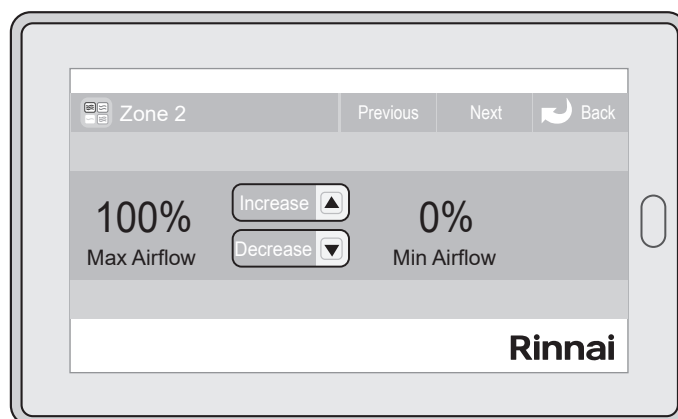 Zone 2 Previous Next Back
100% Increase 0%
Max Airflow Decrease Min Airflow
Rinnai